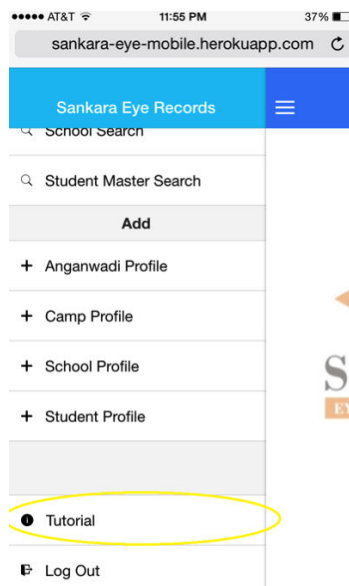 AT&T 11:55 PM 37%
sankara-eye-mobile.herokuapp.com
Sankara Eye Records
School Search
Student Master Search
Add
Anganwadi Profile
Camp Profile
School Profile
Student Profile
S
EY
Tutorial
Log Out